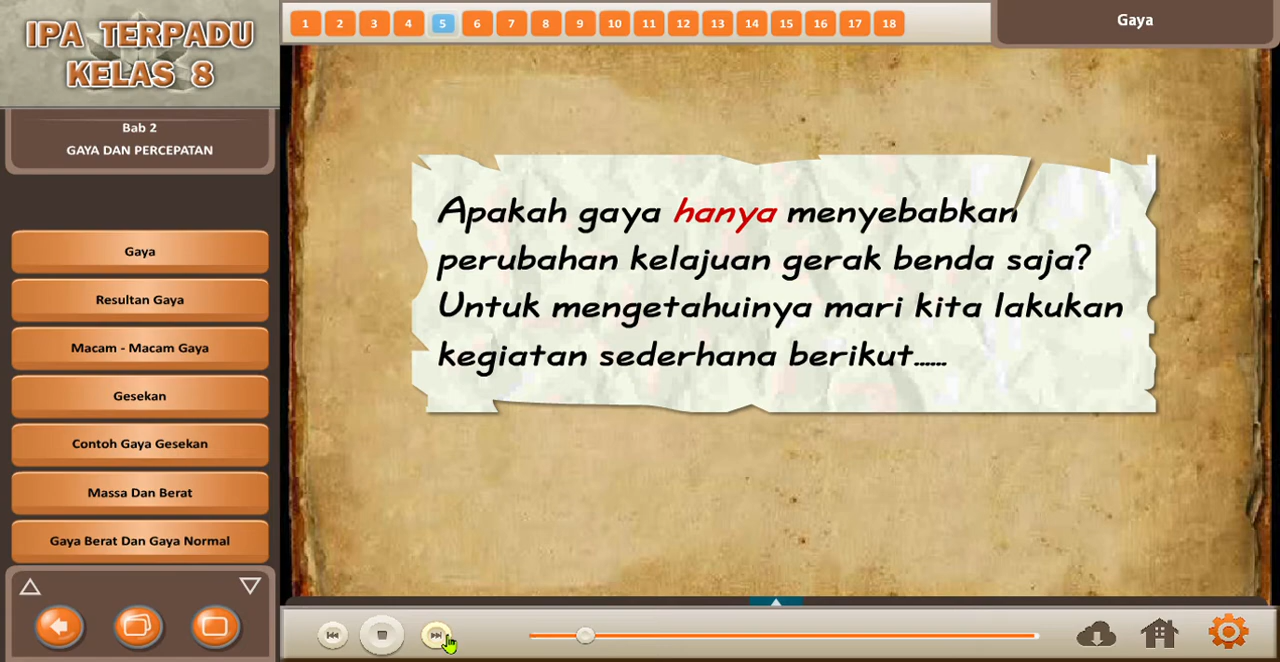 IPA TERPADU
KELAS 8
1 2 3 4 5 6 7 8 9 10 11 12 13 14 15 16 17 18
Gaya
Bab 2
GAYA DAN PERCEPATAN
Gaya
Resultan Gaya
Macam - Macam Gaya
Gesekan
Contoh Gaya Gesekan
Massa Dan Berat
Gaya Berat Dan Gaya Normal
Apakah gaya hanya menyebabkan
perubahan kelajuan gerak benda saja?
Untuk mengetahuinya mari kita lakukan
kegiatan sederhana berikut......